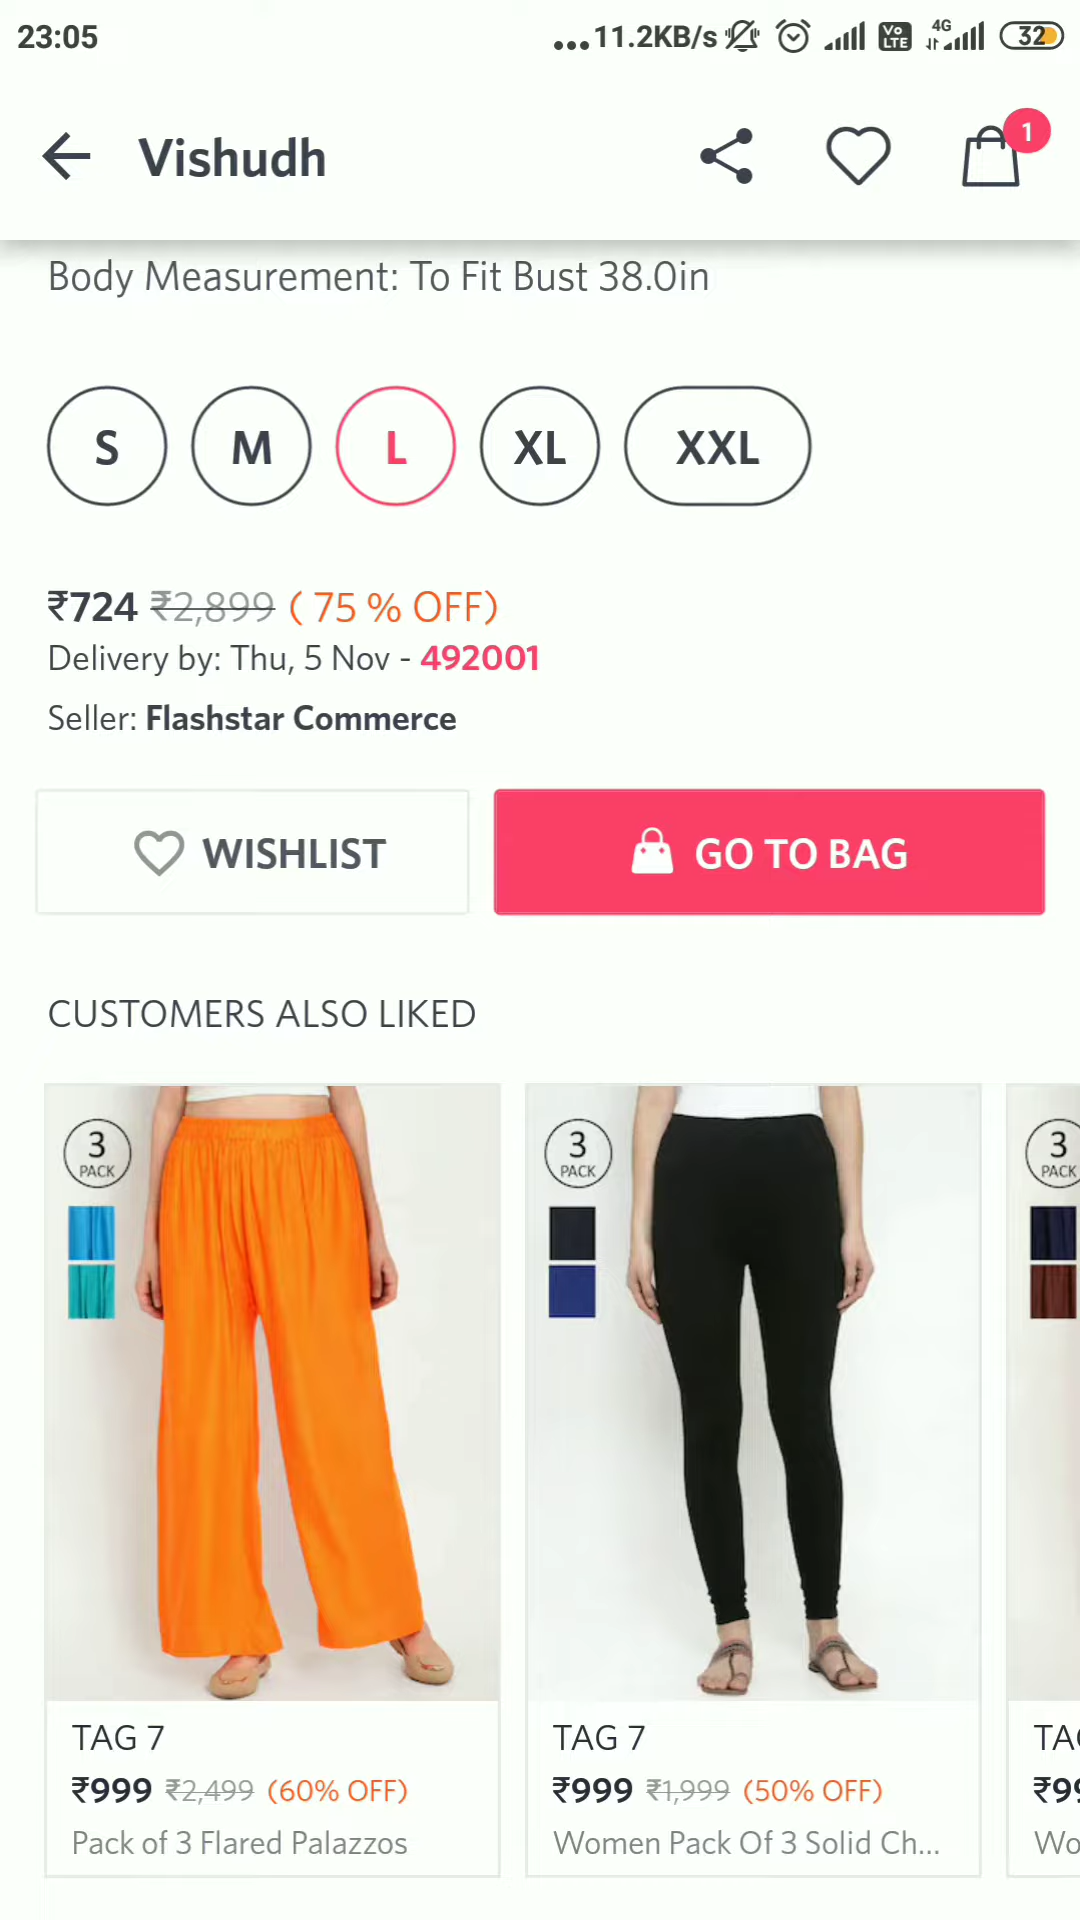 23:05
...11.2KB/s
Vo
LTE
4G
32
Vishudh
1
Body Measurement: To Fit Bust 38.0in
S M L XL XXL
₹724 ₹2,899 ( 75 % OFF)
Delivery by: Thu, 5 Nov - 492001
Seller: Flashstar Commerce
WISHLIST
GO TO BAG
CUSTOMERS ALSO LIKED
3
PACK
3
PACK
3
PACK
TAG 7
₹999 ₹2,499 (60% OFF)
Pack of 3 Flared Palazzos
TAG 7
₹999 ₹1,999 (50% OFF)
Women Pack Of 3 Solid Ch...